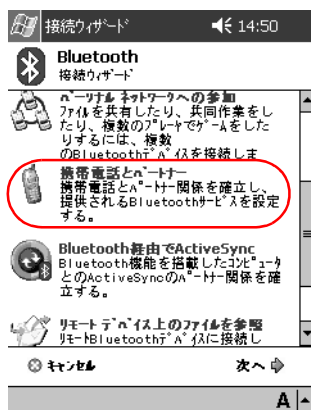 接続ウィザード 14:50
Bluetooth
接続ウィザード
パーソナル ネットワークへの参加
ファイルを共有したり、共同作業をし
たり、複数のプレーヤでゲームをした
りするには、複数
のBluetoothデバイスを接続しま
携帯電話とパートナー
携帯電話とパートナー関係を確立し、
提供されるBluetoothサービスを設定
する。
Bluetooth経由でActiveSync
Bluetooth機能を搭載したコンピュータ
とのActiveSyncのパートナー関係を確
立する。
リモート デバイス上のファイルを参照
リモートBluetoothデバイスに接続し
キャンセル 次へ
A